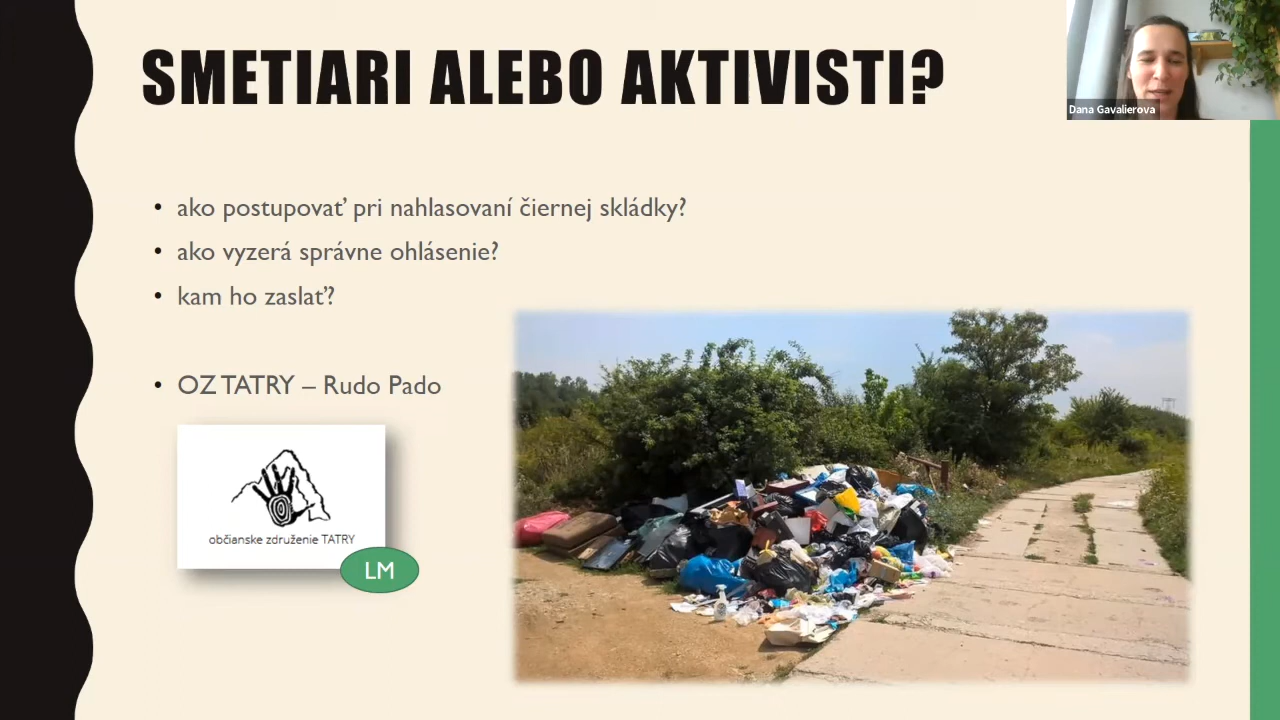 SMETIARI ALEBO AKTIVISTI?
Dana Gavalierova
• ako postupovať pri nahlasovaní čiernej skládky?
• ako vyzerá správne ohlásenie?
• kam ho zaslať?
• OZ TATRY – Rudo Pado
občianske združenie TATRY
LM